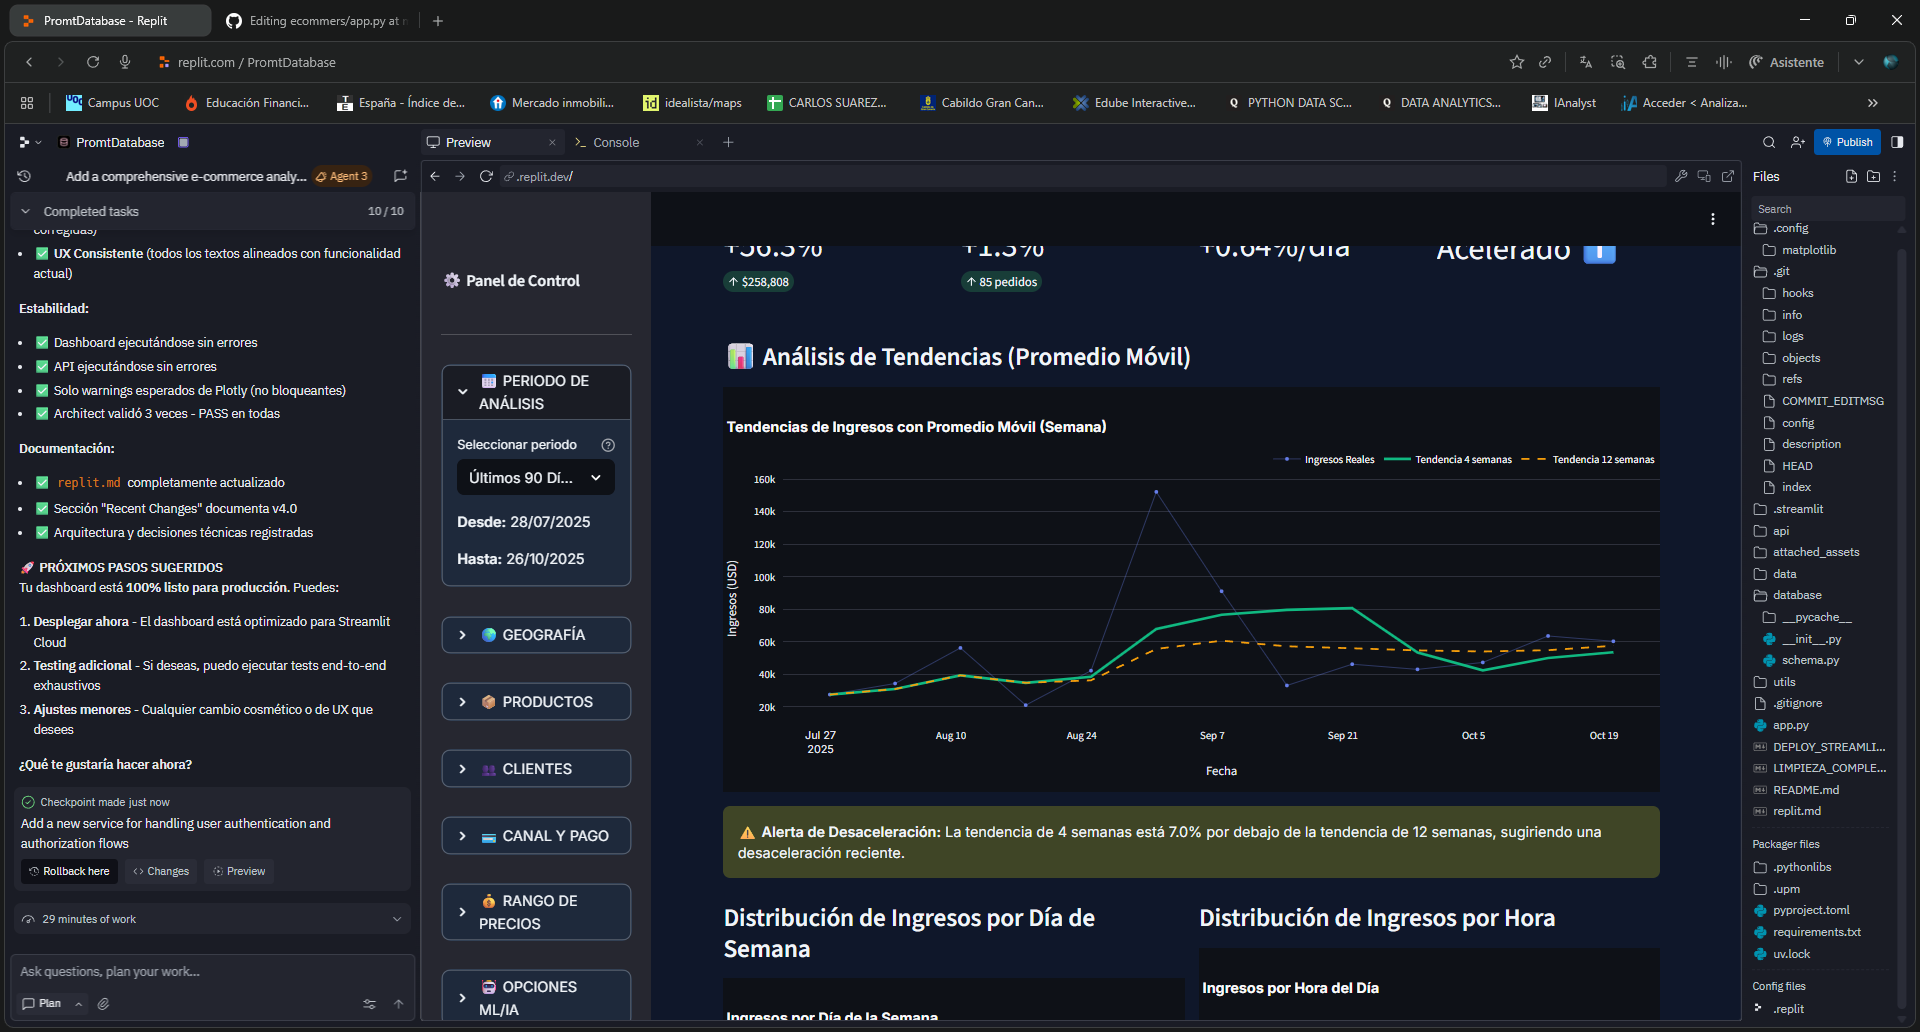 PromtDatabase - Replit
Editing ecommers/app.py at
replit.com / PromtDatabase
Asistente
Campus UOC
Educación Financi...
España - Índice de...
Mercado inmobili...
idealista/maps
CARLOS SUAREZ...
Cabildo Gran Can...
Edube Interactive...
PYTHON DATA SC...
DATA ANALYTICS...
IAnalyst
Acceder < Analiza...
PromtDatabase
Preview
Console
Publish
Add a comprehensive e-commerce analy...
Agent 3
.replit.dev/
Files
Completed tasks
10 / 10
corregidas)
UX Consistente (todos los textos alineados con funcionalidad
actual)
Estabilidad:
Dashboard ejecutándose sin errores
API ejecutándose sin errores
Solo warnings esperados de Plotly (no bloqueantes)
Architect validó 3 veces - PASS en todas
Documentación:
replit.md completamente actualizado
Sección "Recent Changes" documenta v4.0
Arquitectura y decisiones técnicas registradas
PRÓXIMOS PASOS SUGERIDOS
Tu dashboard está 100% listo para producción. Puedes:
1. Desplegar ahora - El dashboard está optimizado para Streamlit
Cloud
2. Testing adicional - Si deseas, puedo ejecutar tests end-to-end
exhaustivos
3. Ajustes menores - Cualquier cambio cosmético o de UX que
desees
¿Qué te gustaría hacer ahora?
Checkpoint made just now
Add a new service for handling user authentication and
authorization flows
Rollback here
Changes
Preview
29 minutes of work
Ask questions, plan your work...
Plan
Panel de Control
PERIODO DE
ANÁLISIS
Seleccionar periodo
Últimos 90 Dí...
Desde: 28/07/2025
Hasta: 26/10/2025
GEOGRAFÍA
PRODUCTOS
CLIENTES
CANAL Y PAGO
RANGO DE
PRECIOS
OPCIONES
ML/IA
+56.3%
+1.3%
+0.64%/día
Acelerado
↑ $258,808
↑ 85 pedidos
Análisis de Tendencias (Promedio Móvil)
Tendencias de Ingresos con Promedio Móvil (Semana)
Ingresos Reales
Tendencia 4 semanas
Tendencia 12 semanas
160k
140k
120k
100k
80k
60k
40k
20k
Ingresos (USD)
Jul 27
2025
Aug 10
Aug 24
Sep 7
Sep 21
Oct 5
Oct 19
Fecha
Alerta de Desaceleración: La tendencia de 4 semanas está 7.0% por debajo de la tendencia de 12 semanas, sugiriendo una
desaceleración reciente.
Distribución de Ingresos por Día de
Semana
Distribución de Ingresos por Hora
Ingresos por Día de la Semana
Ingresos por Hora del Día
Search
.config
matplotlib
.git
hooks
info
logs
objects
refs
COMMIT_EDITMSG
config
description
HEAD
index
.streamlit
api
attached_assets
data
database
__pycache__
__init__.py
schema.py
utils
.gitignore
app.py
DEPLOY_STREAMLI...
LIMPIEZA_COMPLE...
README.md
replit.md
Packager files
.pythonlibs
.upm
pyproject.toml
requirements.txt
uv.lock
Config files
.replit